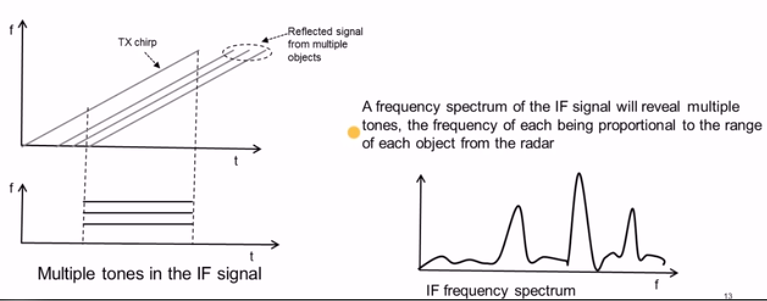 f
TX chirp
Reflected signal
from multiple
objects
t
f
t
Multiple tones in the IF signal
A frequency spectrum of the IF signal will reveal multiple
tones, the frequency of each being proportional to the range
of each object from the radar
f
IF frequency spectrum
13